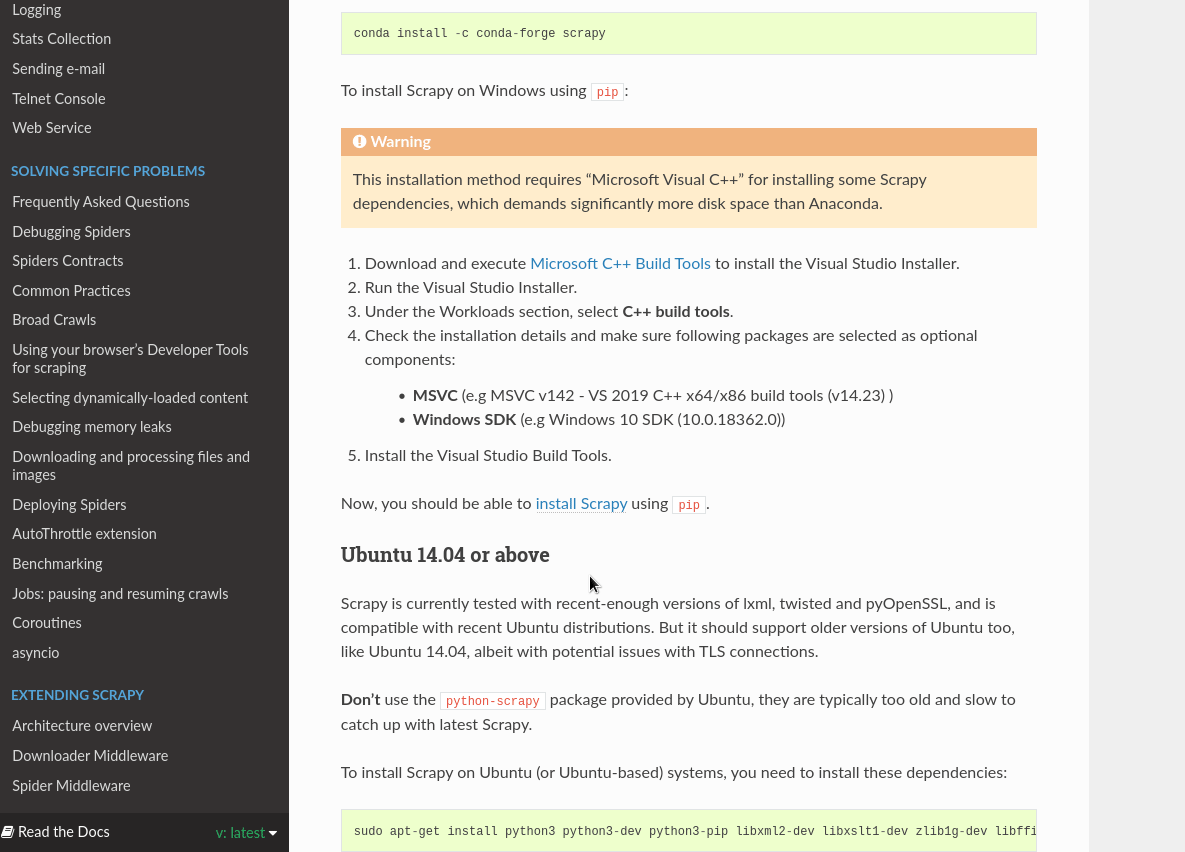 Logging
Stats Collection
Sending e-mail
Telnet Console
Web Service
SOLVING SPECIFIC PROBLEMS
Frequently Asked Questions
Debugging Spiders
Spiders Contracts
Common Practices
Broad Crawls
Using your browser’s Developer Tools
for scraping
Selecting dynamically-loaded content
Debugging memory leaks
Downloading and processing files and
images
Deploying Spiders
AutoThrottle extension
Benchmarking
Jobs: pausing and resuming crawls
Coroutines
asyncio
EXTENDING SCRAPY
Architecture overview
Downloader Middleware
Spider Middleware
Read the Docs v: latest
conda install -c conda-forge scrapy
To install Scrapy on Windows using pip:
Warning
This installation method requires “Microsoft Visual C++” for installing some Scrapy
dependencies, which demands significantly more disk space than Anaconda.
1. Download and execute Microsoft C++ Build Tools to install the Visual Studio Installer.
2. Run the Visual Studio Installer.
3. Under the Workloads section, select C++ build tools.
4. Check the installation details and make sure following packages are selected as optional
components:
• MSVC (e.g MSVC v142 - VS 2019 C++ x64/x86 build tools (v14.23) )
• Windows SDK (e.g Windows 10 SDK (10.0.18362.0))
5. Install the Visual Studio Build Tools.
Now, you should be able to install Scrapy using pip.
Ubuntu 14.04 or above
Scrapy is currently tested with recent-enough versions of lxml, twisted and pyOpenSSL, and is
compatible with recent Ubuntu distributions. But it should support older versions of Ubuntu too,
like Ubuntu 14.04, albeit with potential issues with TLS connections.
Don’t use the python-scrapy package provided by Ubuntu, they are typically too old and slow to
catch up with latest Scrapy.
To install Scrapy on Ubuntu (or Ubuntu-based) systems, you need to install these dependencies:
sudo apt-get install python3 python3-dev python3-pip libxml2-dev libxslt1-dev zlib1g-dev libffi